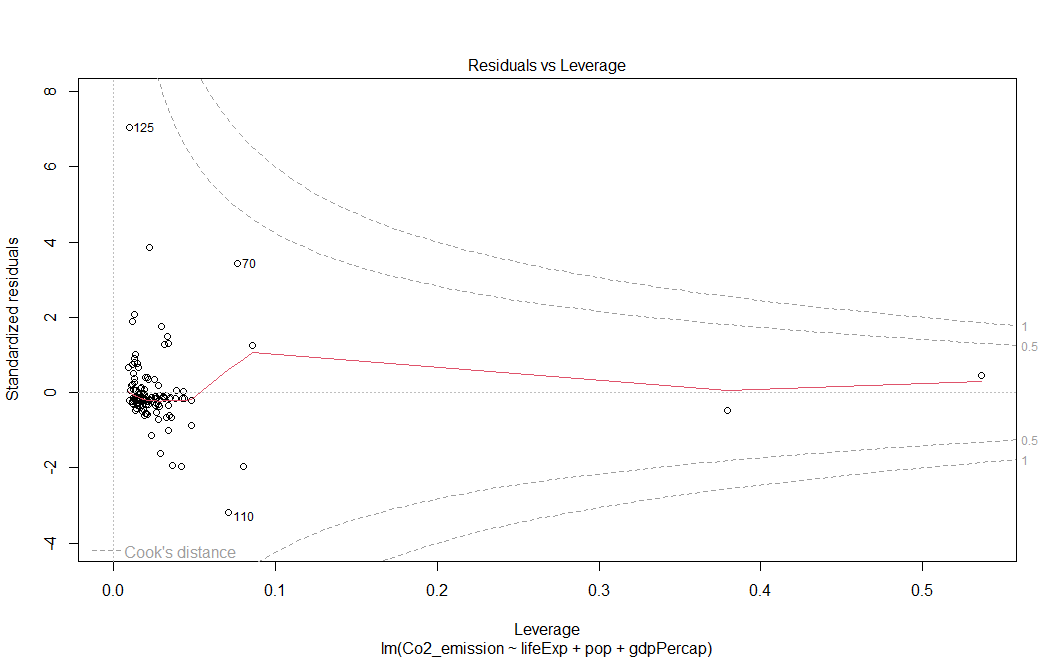 Residuals vs Leverage
8
6
4
2
0
-2
-4
Standardized residuals
125
70
110
1
0.5
0.5
1
Cook's distance
0.0 0.1 0.2 0.3 0.4 0.5
Leverage
lm(Co2_emission ~ lifeExp + pop + gdpPercap)